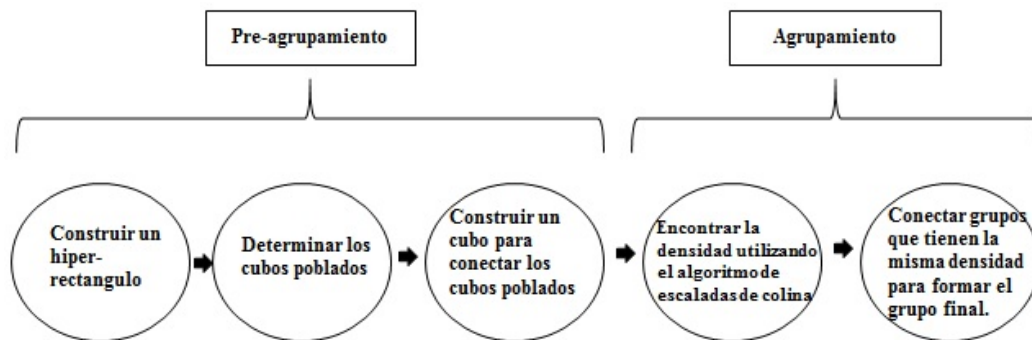 Pre-agrupamiento
Agrupamiento
Construir un
hiper-
rectangulo
Determinar los
cubos poblados
Construir un
cubo para
conectar los
cubos poblados
Encontrar la
densidad utilizando
el algoritmo de
escaladas de colina
Conectar grupos
que tienen la
misma densidad
para formar el
grupo final.